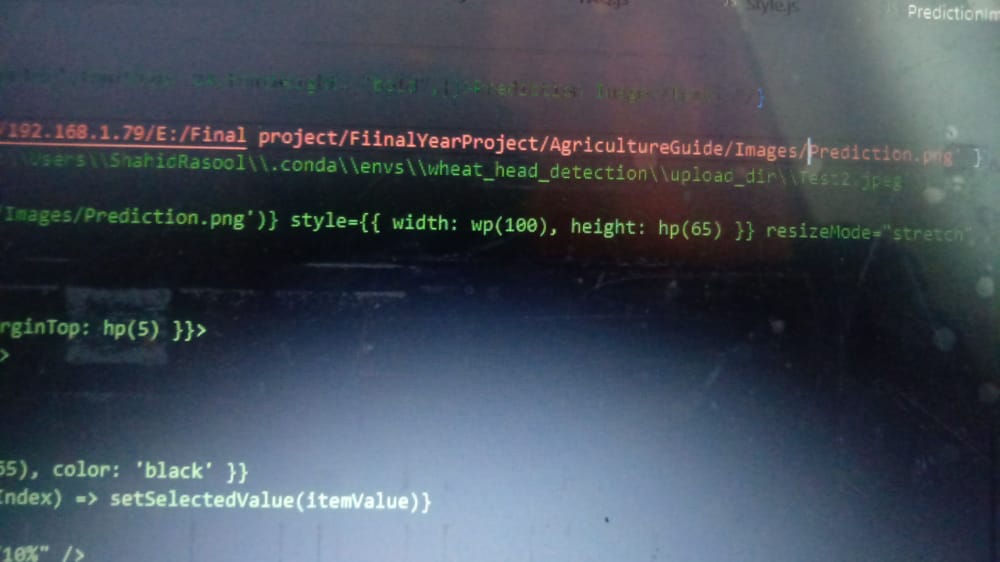 Style.js
PredictionIm
/192.168.1.79/E:/Final project/FiinalYearProject/AgricultureGuide/Images/Prediction.png' }
\\Users\\ShahidRasool\\.conda\\envs\\wheat_head_detection\\upload_dir\\Test2.jpeg
'Images/Prediction.png')} style={{ width: wp(100), height: hp(65) }} resizeMode="stretch"
rginTop: hp(5) }}>
>
65), color: 'black' }}
Index) => setSelectedValue(itemValue)}
"10%" />